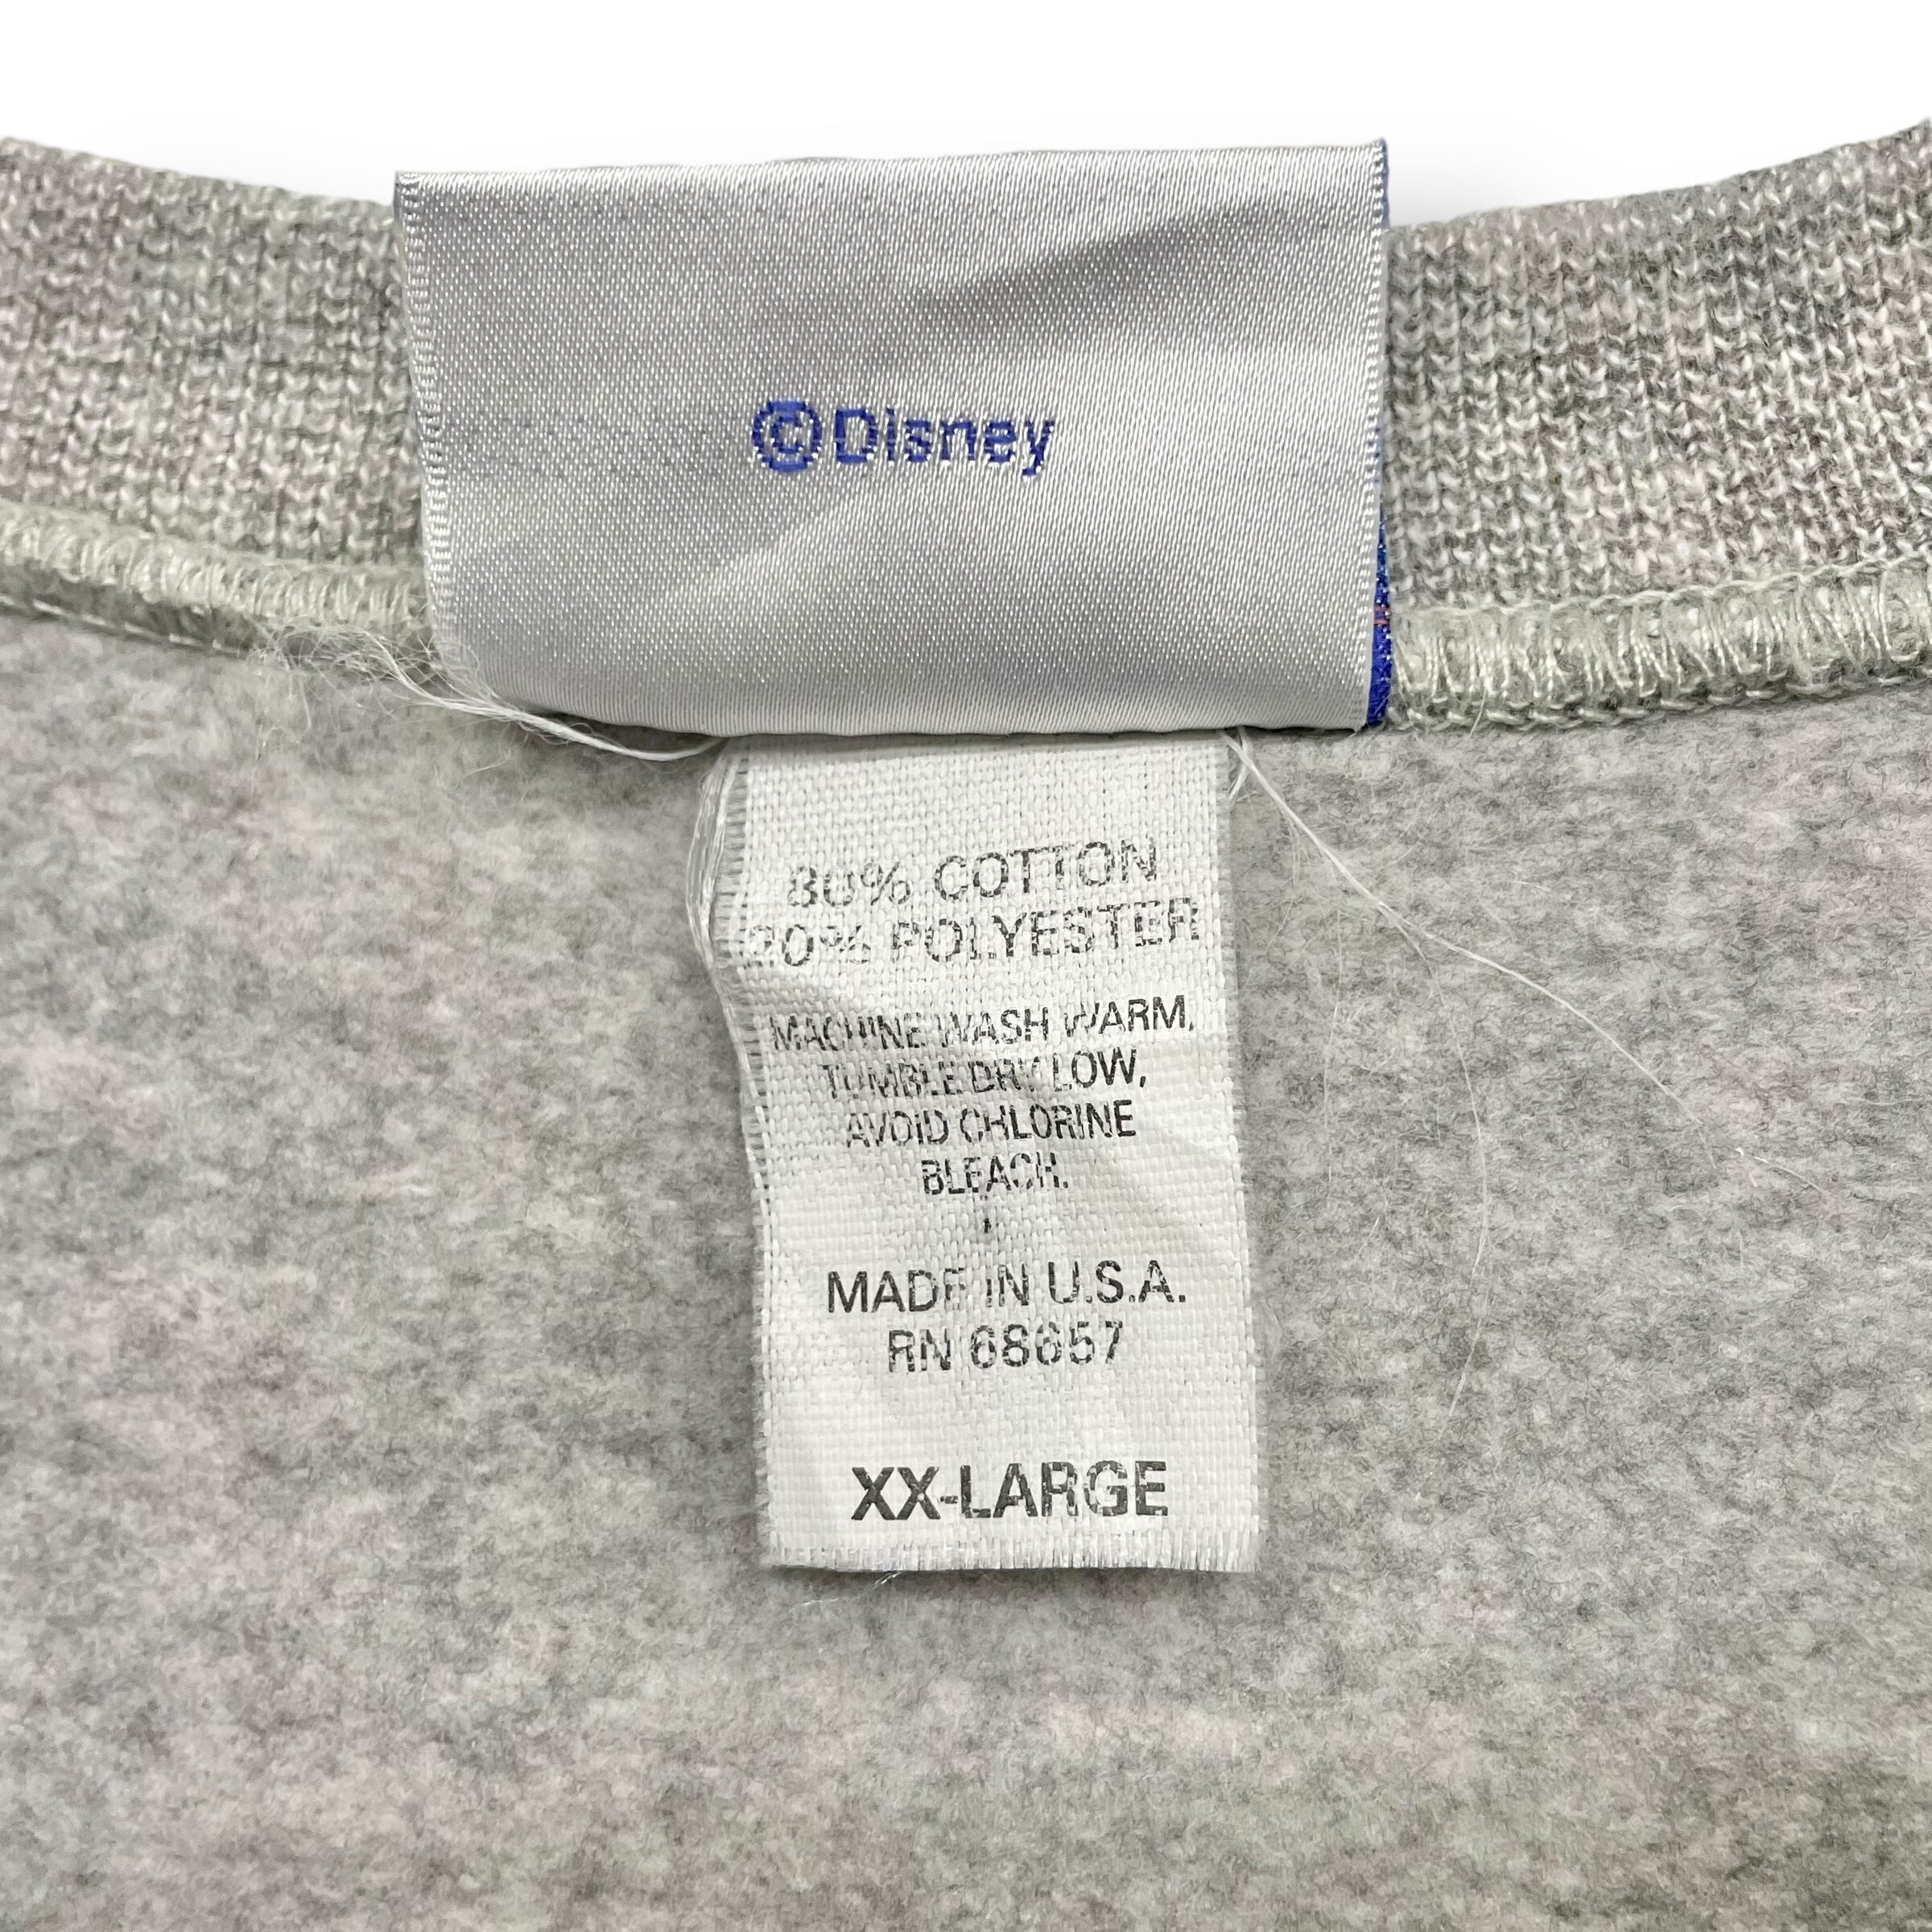 ©Disney
80% COTTON
20% POLYESTER
MACHINE WASH WARM,
TUMBLE DRY LOW,
AVOID CHLORINE
BLEACH.
MADE IN U.S.A.
RN 68657
XX-LARGE